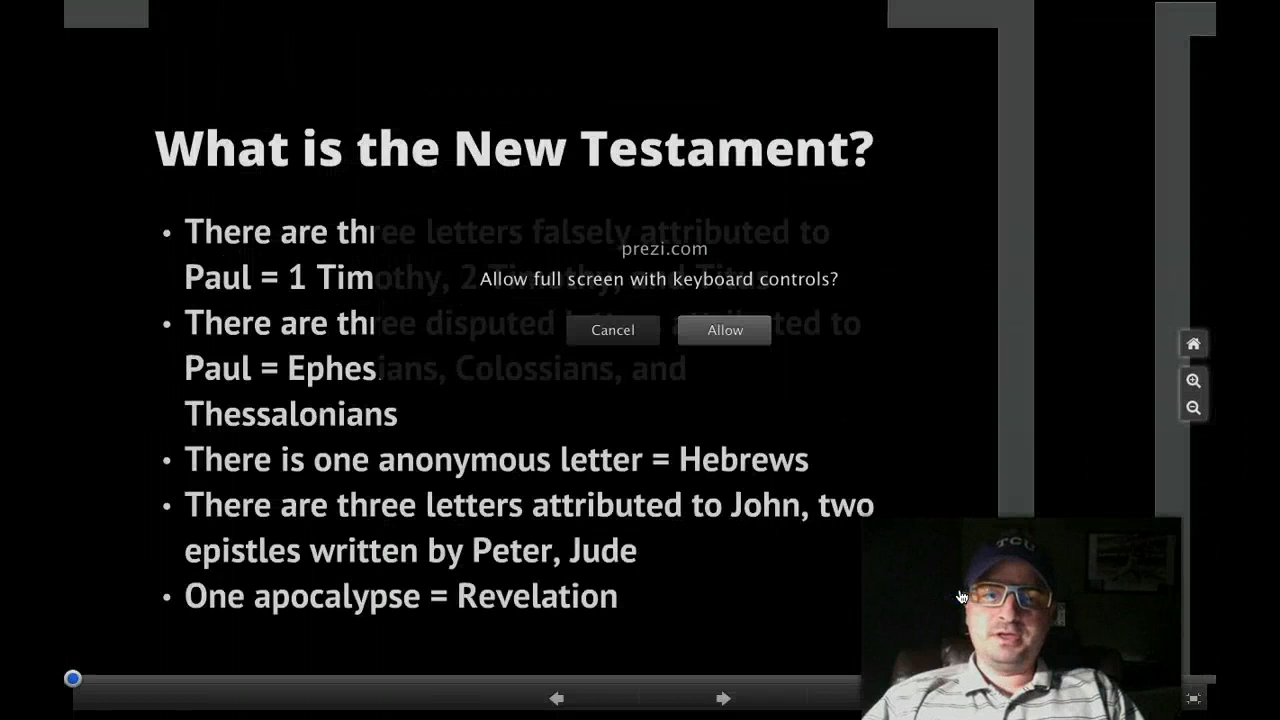 What is the New Testament?
• There are three letters falsely attributed to
Paul = 1 Timothy, 2 Timothy, and Titus
• There are three disputed letters attributed to
Paul = Ephesians, Colossians, and
Thessalonians
• There is one anonymous letter = Hebrews
• There are three letters attributed to John, two
epistles written by Peter, Jude
• One apocalypse = Revelation
prezi.com
Allow full screen with keyboard controls?
Cancel
Allow
TCU